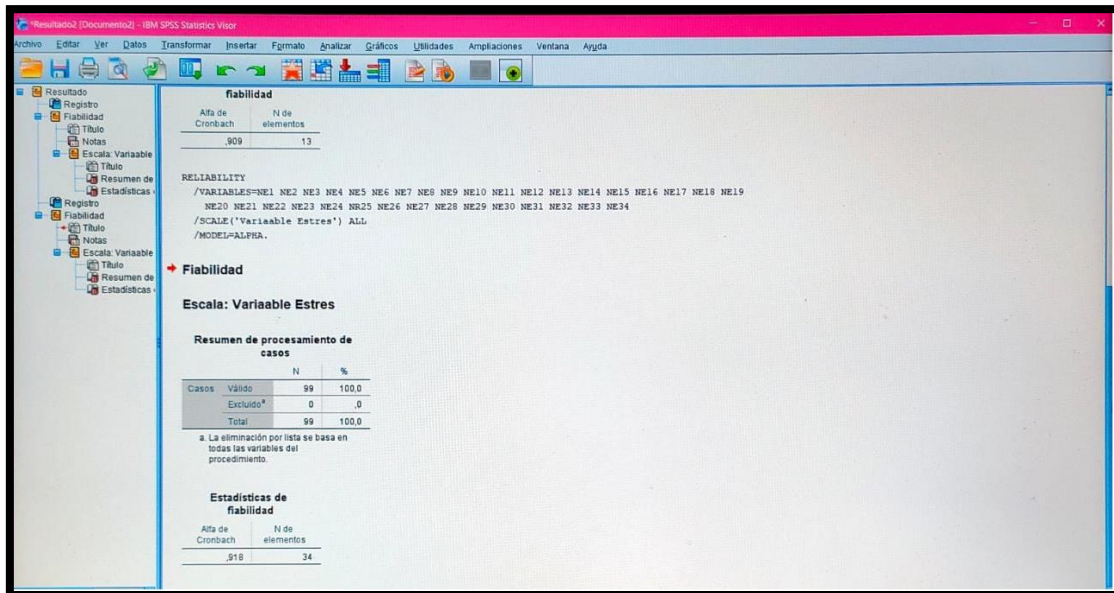 *Resultado2 [Documento2] - IBM SPSS Statistics Visor
Archivo Editar Ver Datos Transformar Insertar Formato Analizar Gráficos Utilidades Ampliaciones Ventana Ayuda
Resultado
Registro
Fiabilidad
Título
Notas
Escala: Variaable
Título
Resumen de
Estadísticas
Registro
Fiabilidad
Título
Notas
Escala: Variaable
Título
Resumen de
Estadísticas
fiabilidad
Alfa de Cronbach N de elementos
,909 13
RELIABILITY
/VARIABLES=NE1 NE2 NE3 NE4 NE5 NE6 NE7 NE8 NE9 NE10 NE11 NE12 NE13 NE14 NE15 NE16 NE17 NE18 NE19
NE20 NE21 NE22 NE23 NE24 NR25 NE26 NE27 NE28 NE29 NE30 NE31 NE32 NE33 NE34
/SCALE('Variaable Estres') ALL
/MODEL=ALPHA.
Fiabilidad
Escala: Variaable Estres
Resumen de procesamiento de
casos
N %
Casos Válido 99 100,0
Excluidoª 0 ,0
Total 99 100,0
a. La eliminación por lista se basa en
todas las variables del
procedimiento.
Estadísticas de
fiabilidad
Alfa de Cronbach N de elementos
,918 34